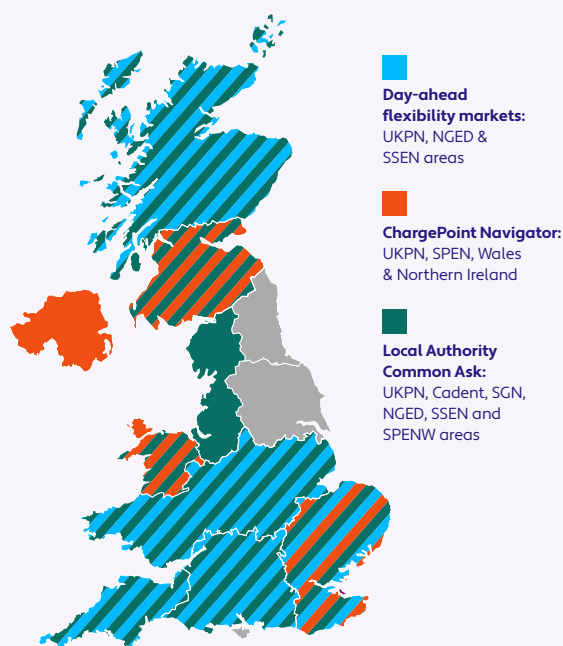 Day-ahead
flexibility markets:
UKPN, NGED &
SSEN areas
ChargePoint Navigator:
UKPN, SPEN, Wales
& Northern Ireland
Local Authority
Common Ask:
UKPN, Cadent, SGN,
NGED, SSEN and
SPENW areas